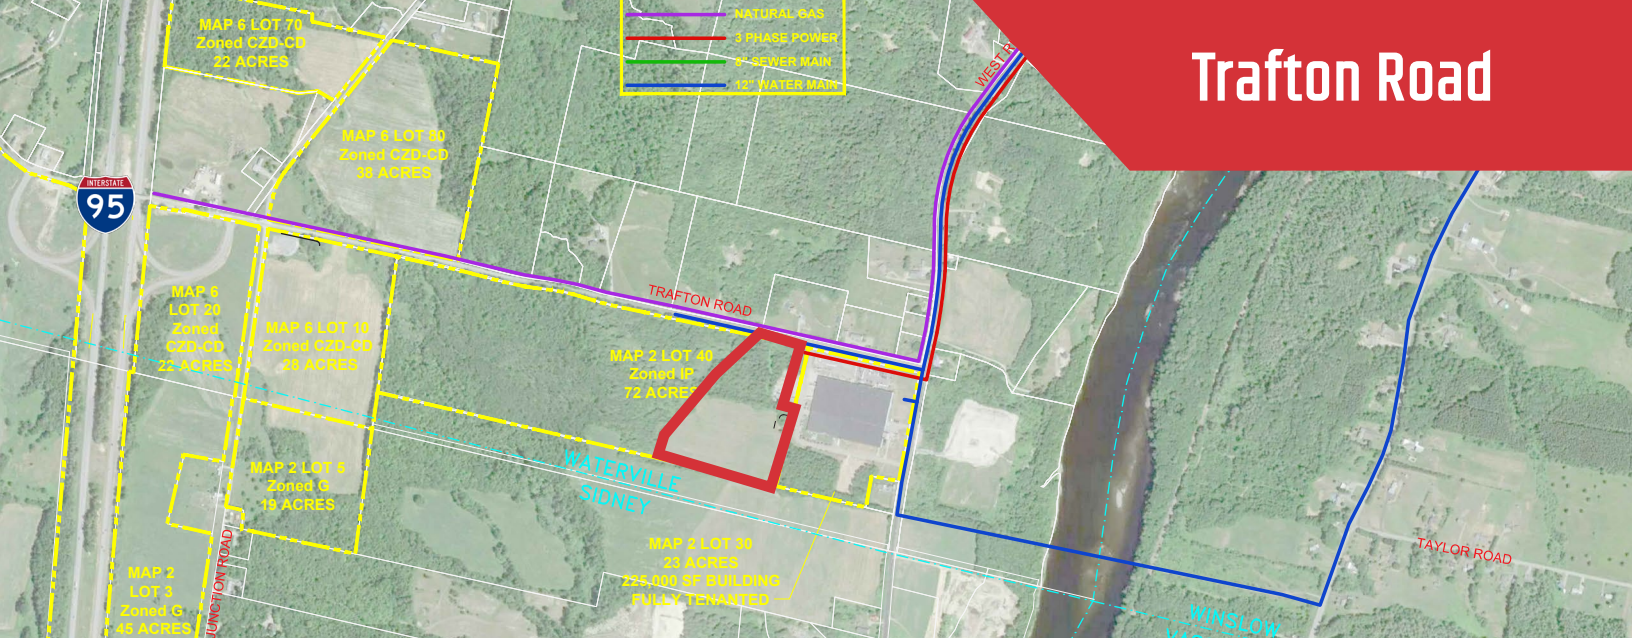 Trafton Road
NATURAL GAS
3 PHASE POWER
8" SEWER MAIN
12" WATER MAIN
MAP 6 LOT 70
Zoned CZD-CD
22 ACRES
MAP 6 LOT 80
Zoned CZD-CD
38 ACRES
INTERSTATE
95
WEST R
TRAFTON ROAD
MAP 6
LOT 20
Zoned
CZD-CD
22 ACRES
MAP 6 LOT 10
Zoned CZD-CD
28 ACRES
MAP 2 LOT 40
Zoned IP
72 ACRES
MAP 2 LOT 5
Zoned G
19 ACRES
WATERVILLE
SIDNEY
MAP 2 LOT 30
23 ACRES
225,000 SF BUILDING
FULLY TENANTED
MAP 2
LOT 3
Zoned G
45 ACRES
JUNCTION ROAD
TAYLOR ROAD
WINSLOW